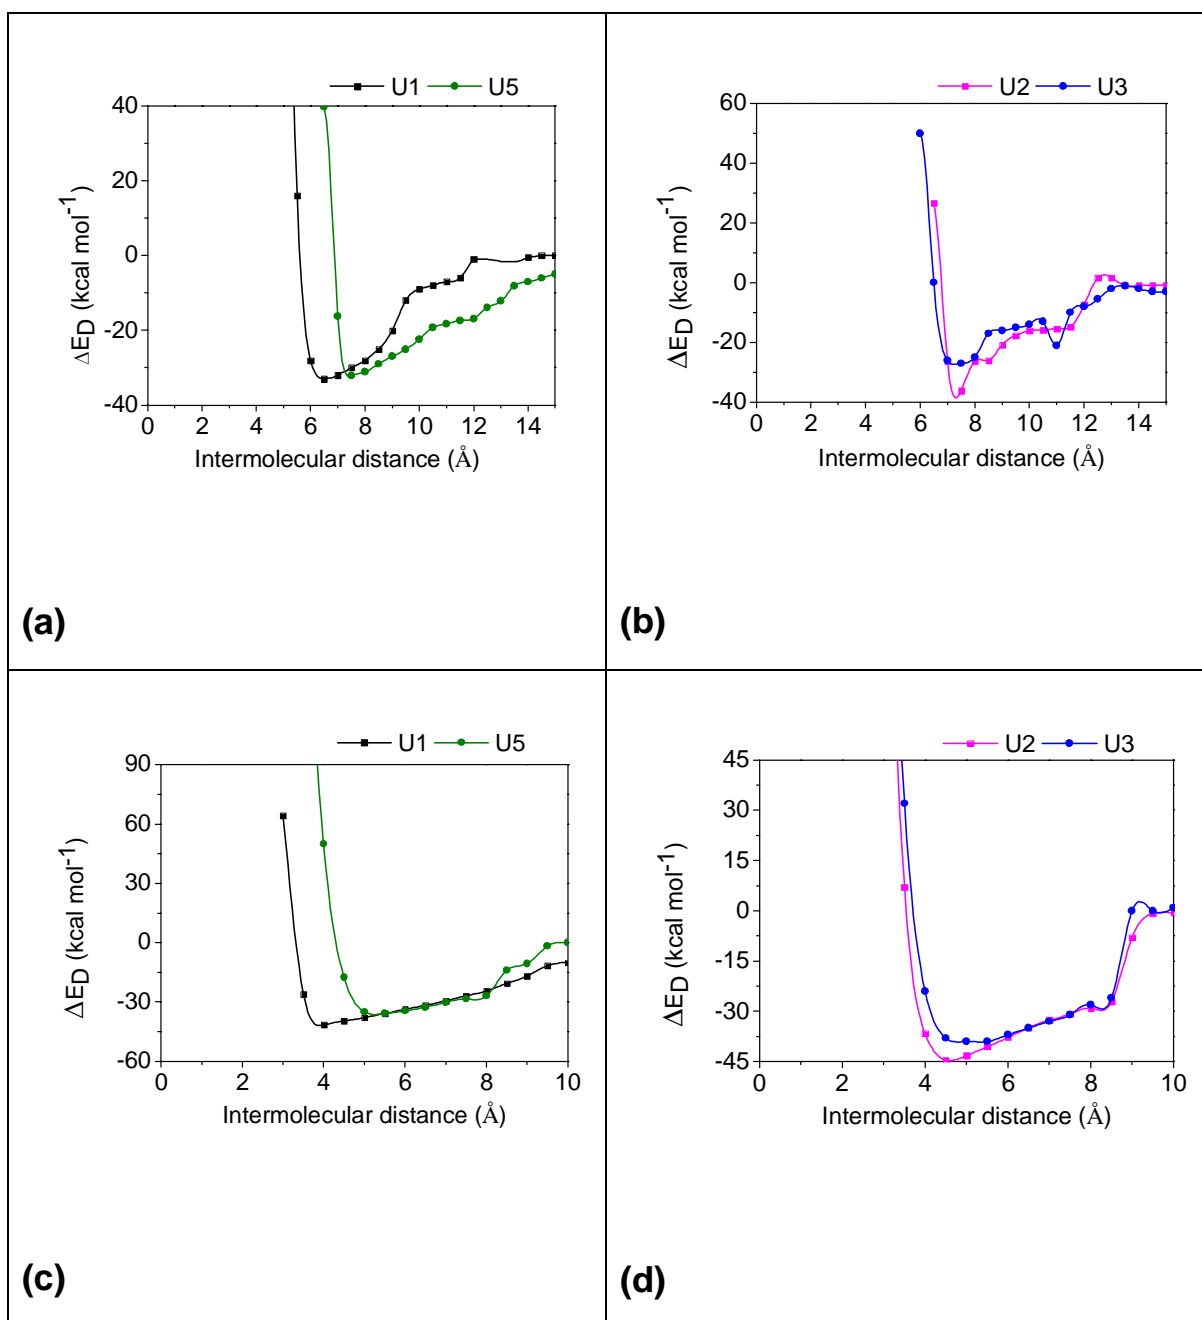 U1 U5
40
20
0
-20
-40
0 2 4 6 8 10 12 14
ΔED (kcal mol-1)
Intermolecular distance (Å)
(a)
U2 U3
60
40
20
0
-20
-40
0 2 4 6 8 10 12 14
ΔED (kcal mol-1)
Intermolecular distance (Å)
(b)
U1 U5
90
60
30
0
-30
-60
0 2 4 6 8 10
ΔED (kcal mol-1)
Intermolecular distance (Å)
(c)
U2 U3
45
30
15
0
-15
-30
-45
0 2 4 6 8 10
ΔED (kcal mol-1)
Intermolecular distance (Å)
(d)